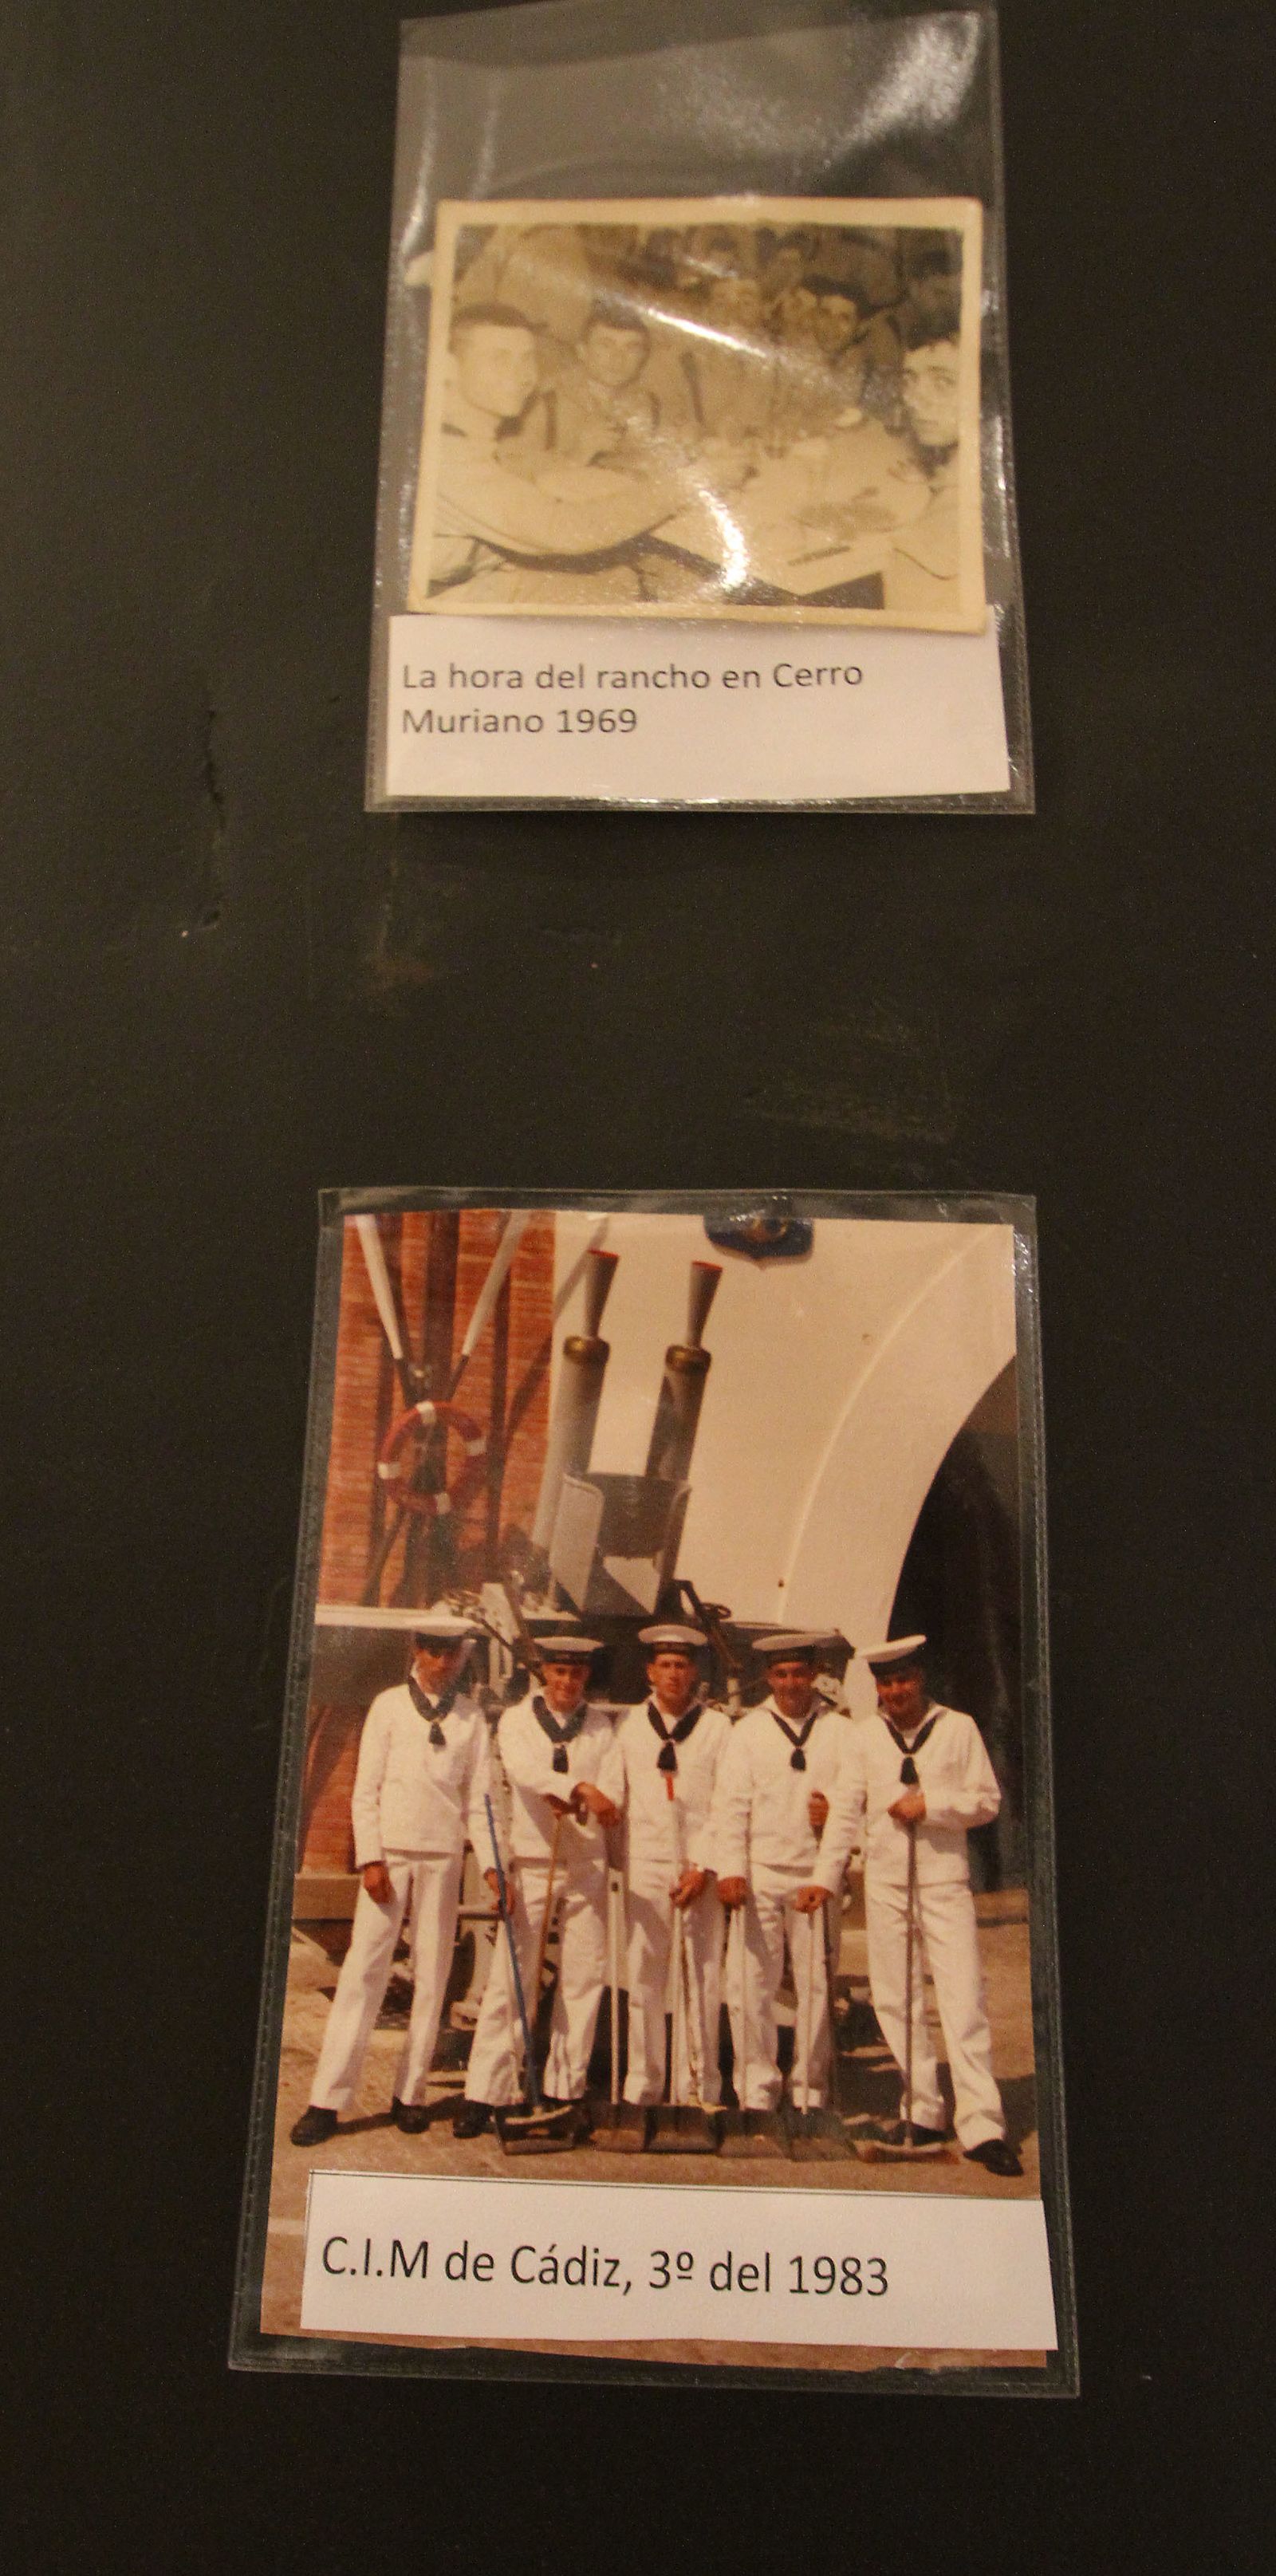 La hora del rancho en Cerro
Muriano 1969
C.I.M de Cádiz, 3º del 1983